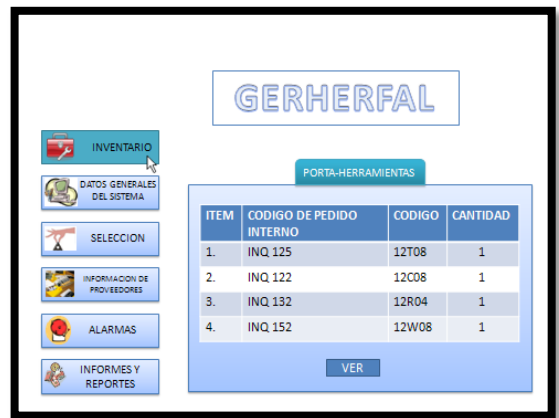 GERHERFAL
INVENTARIO
DATOS GENERALES
DEL SISTEMA
SELECCION
INFORMACION DE
PROVEEDORES
ALARMAS
INFORMES Y
REPORTES
PORTA-HERRAMIENTAS
ITEM CODIGO DE PEDIDO INTERNO CODIGO CANTIDAD
1. INQ 125 12T08 1
2. INQ 122 12C08 1
3. INQ 132 12R04 1
4. INQ 152 12W08 1
VER